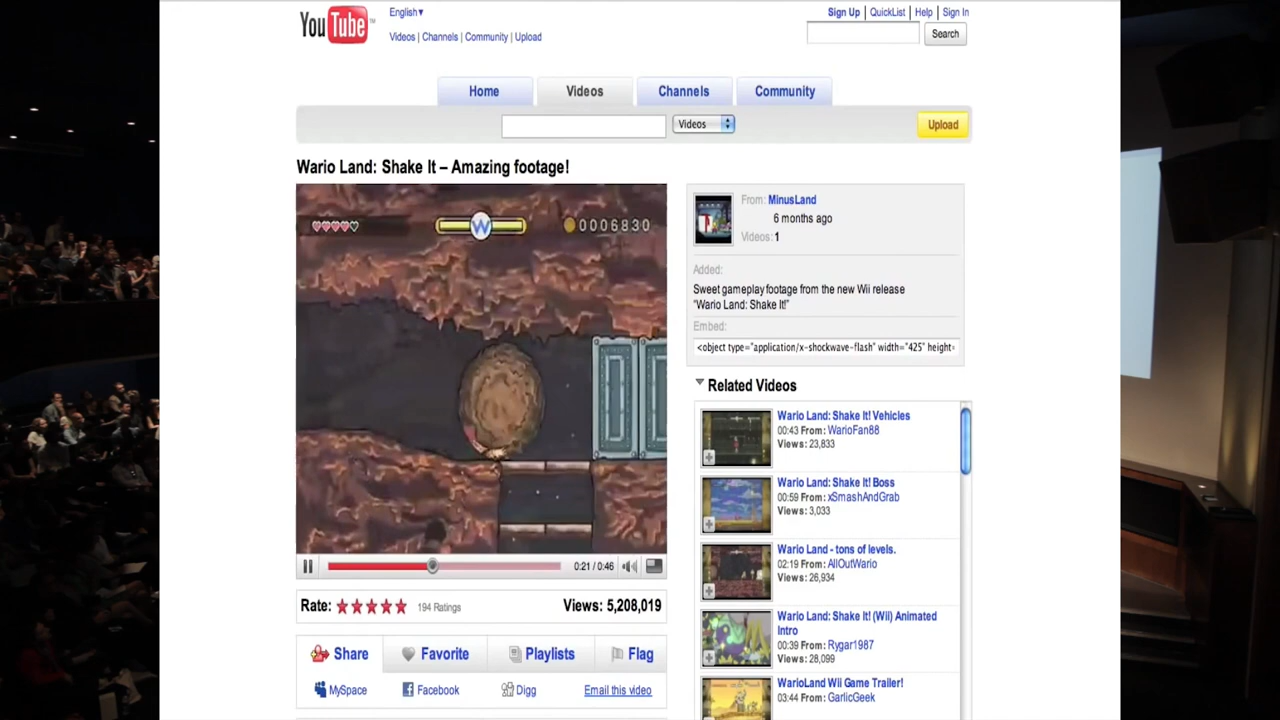 YouTube™
English▾
Sign Up | QuickList | Help | Sign In
Videos | Channels | Community | Upload
Search
Home
Videos
Channels
Community
Videos
Upload
Wario Land: Shake It – Amazing footage!
W
0006830
From: MinusLand
6 months ago
Videos: 1
Added:
Sweet gameplay footage from the new Wii release
"Wario Land: Shake It!"
Embed:
<object type="application/x-shockwave-flash" width="425" height=
0:21 / 0:46
Rate:
194 Ratings
Views: 5,208,019
Share
Favorite
Playlists
Flag
MySpace
Facebook
Digg
Email this video
Related Videos
Wario Land: Shake It! Vehicles
00:43 From: WarioFan88
Views: 23,833
Wario Land: Shake It! Boss
00:59 From: xSmashAndGrab
Views: 3,033
Wario Land - tons of levels.
02:19 From: AllOutWario
Views: 26,934
Wario Land: Shake It! (Wii) Animated
Intro
00:39 From: Rygar1987
Views: 28,099
WarioLand Wii Game Trailer!
03:44 From: GarlicGeek